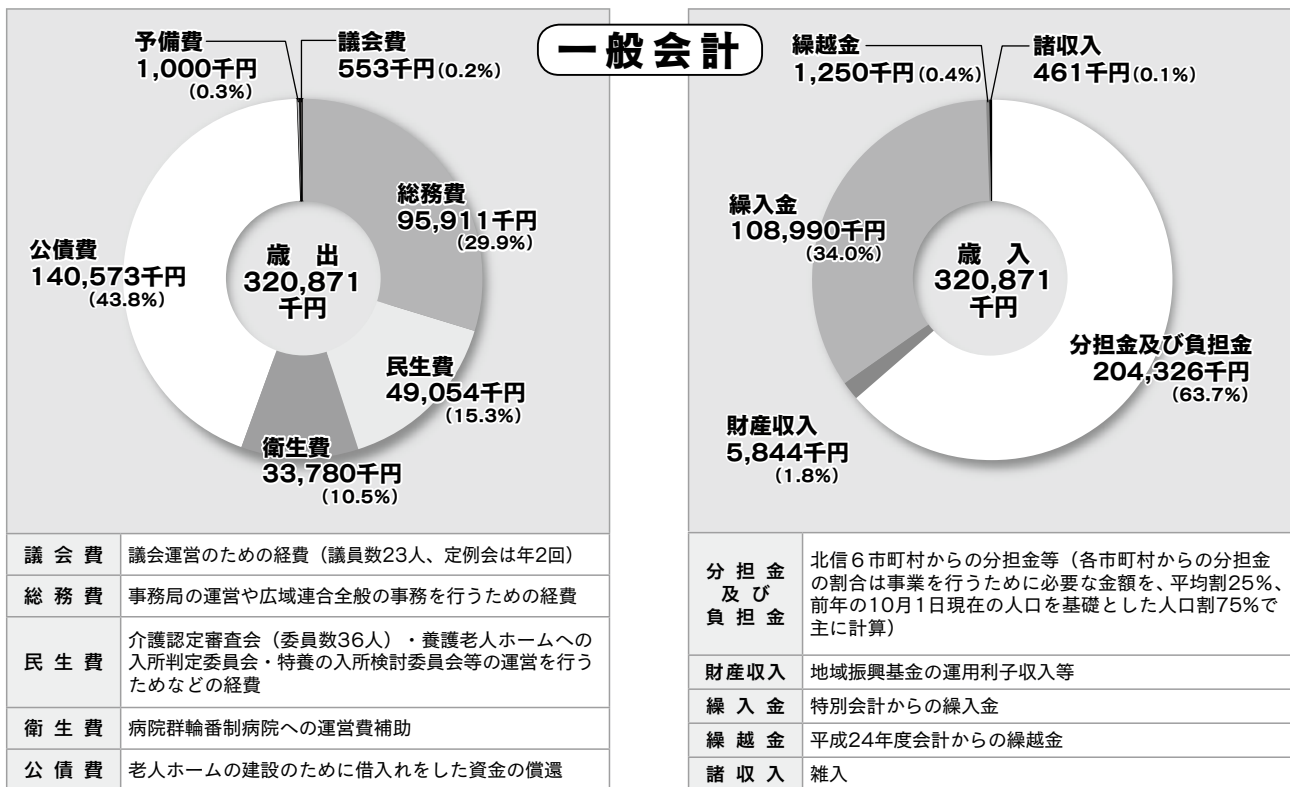 一般会計
予備費
1,000千円
(0.3%)
議会費
553千円(0.2%)
総務費
95,911千円
(29.9%)
公債費
140,573千円
(43.8%)
歳 出
320,871
千円
民生費
49,054千円
(15.3%)
衛生費
33,780千円
(10.5%)
議会費 議会運営のための経費(議員数23人、定例会は年2回)
総務費 事務局の運営や広域連合全般の事務を行うための経費
民生費
介護認定審査会(委員数36人)・養護老人ホームへの
入所判定委員会・特養の入所検討委員会等の運営を行う
ためなどの経費
衛生費 病院群輪番制病院への運営費補助
公債費 老人ホームの建設のために借入れをした資金の償還
繰越金
1,250千円(0.4%)
諸収入
461千円(0.1%)
繰入金
108,990千円
(34.0%)
歳 入
320,871
千円
分担金及び負担金
204,326千円
(63.7%)
財産収入
5,844千円
(1.8%)
分担金
及び
負担金
北信6市町村からの分担金等(各市町村からの分担金
の割合は事業を行うために必要な金額を、平均割25%、
前年の10月1日現在の人口を基礎とした人口割75%で
主に計算)
財産収入 地域振興基金の運用利子収入等
繰入金 特別会計からの繰入金
繰越金 平成24年度会計からの繰越金
諸収入 雑入